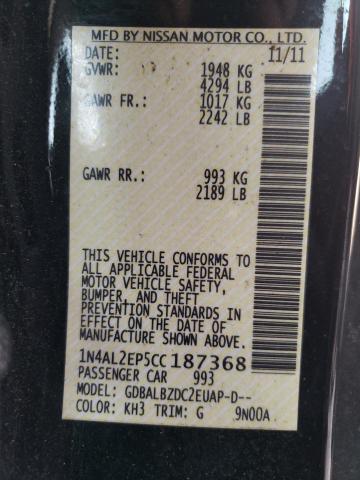 MFD BY NISSAN MOTOR CO., LTD.
DATE: 11/11
GVWR: 1948 KG
4294 LB
GAWR FR.: 1017 KG
2242 LB
GAWR RR.: 993 KG
2189 LB
THIS VEHICLE CONFORMS TO
ALL APPLICABLE FEDERAL
MOTOR VEHICLE SAFETY,
BUMPER, AND THEFT
PREVENTION STANDARDS IN
EFFECT ON THE DATE OF
MANUFACTURE SHOWN ABOVE.
1N4AL2EP5CC187368
PASSENGER CAR 993
MODEL: GDBALBZDC2EUAP-D--
COLOR: KH3 TRIM: G 9N00A